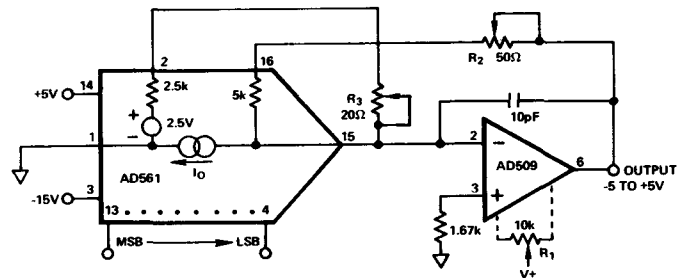 2
16
R2 50Ω
14
+5V
2.5k
5k
R3
20Ω
+
2.5V
−
10pF
1
15
2
−
AD509
6
OUTPUT
-5 TO +5V
AD561
IO
3
-15V
3
+
13
4
1.67k
10k
R1
MSB
LSB
V+